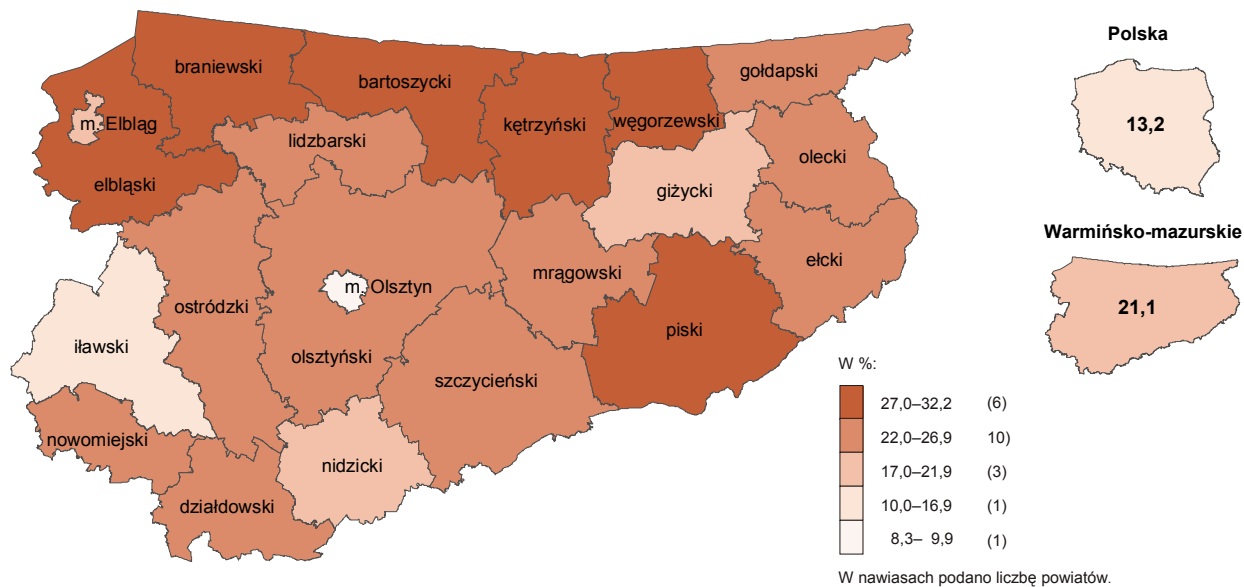 Polska
13,2
Warmińsko-mazurskie
21,1
braniewski
bartoszycki
gołdapski
m. Elbląg
kętrzyński
węgorzewski
lidzbarski
olecki
elbląski
giżycki
ełcki
mrągowski
m. Olsztyn
ostródzki
piski
iławski
olsztyński
szczycieński
nowomiejski
nidzicki
działdowski
W %:
27,0–32,2 (6)
22,0–26,9 10)
17,0–21,9 (3)
10,0–16,9 (1)
8,3– 9,9 (1)
W nawiasach podano liczbę powiatów.